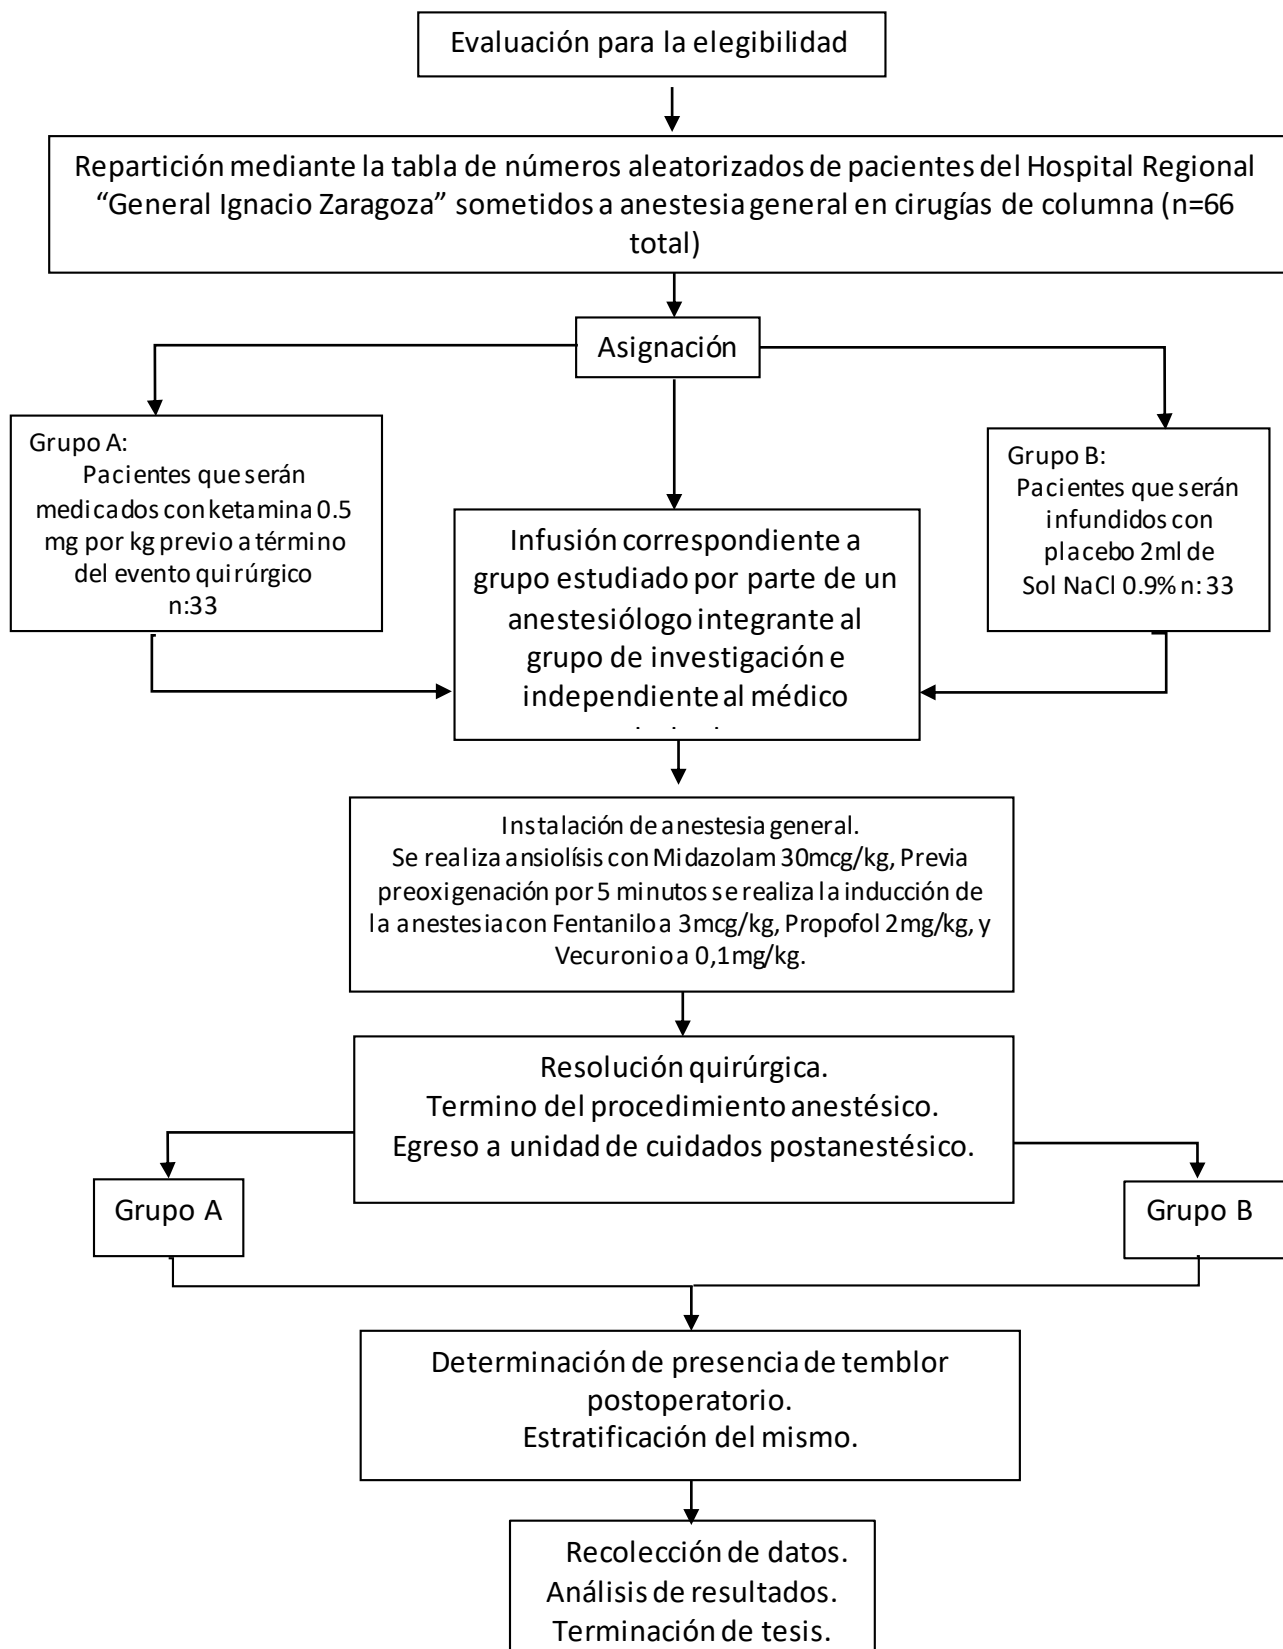 Evaluación para la elegibilidad
Repartición mediante la tabla de números aleatorizados de pacientes del Hospital Regional
“General Ignacio Zaragoza” sometidos a anestesia general en cirugías de columna (n=66
total)
Asignación
Grupo A:
Pacientes que serán
medicados con ketamina 0.5
mg por kg previo a término
del evento quirúrgico
n:33
Grupo B:
Pacientes que serán
infundidos con
placebo 2ml de
Sol NaCl 0.9% n: 33
Infusión correspondiente a
grupo estudiado por parte de un
anestesiólogo integrante al
grupo de investigación e
independiente al médico
Instalación de anestesia general.
Se realiza ansiolísis con Midazolam 30mcg/kg, Previa
preoxigenación por 5 minutos se realiza la inducción de
la anestesia con Fentanilo a 3mcg/kg, Propofol 2mg/kg, y
Vecuronio a 0,1mg/kg.
Resolución quirúrgica.
Termino del procedimiento anestésico.
Egreso a unidad de cuidados postanestésico.
Grupo A
Grupo B
Determinación de presencia de temblor
postoperatorio.
Estratificación del mismo.
Recolección de datos.
Análisis de resultados.
Terminación de tesis.